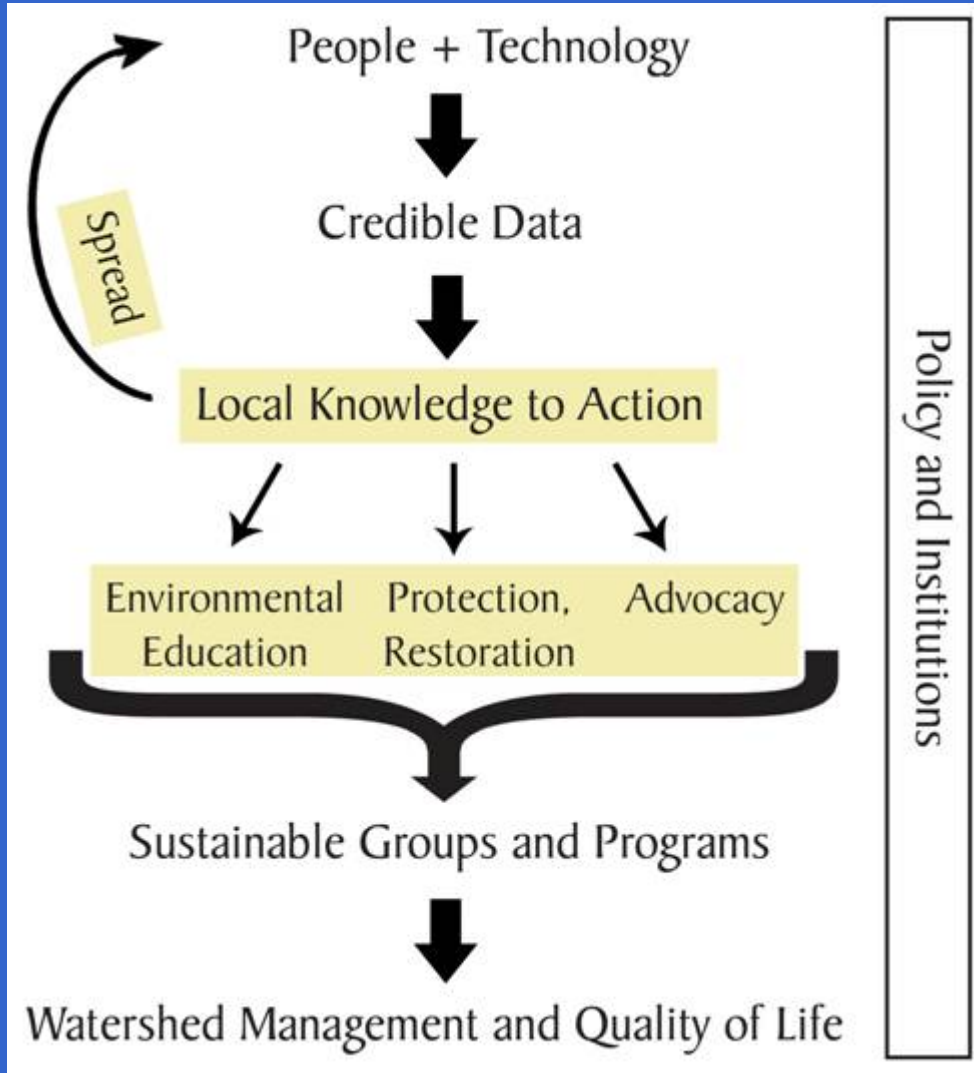 People + Technology
Credible Data
Spread
Local Knowledge to Action
Environmental Education
Protection, Restoration
Advocacy
Sustainable Groups and Programs
Watershed Management and Quality of Life
Policy and Institutions